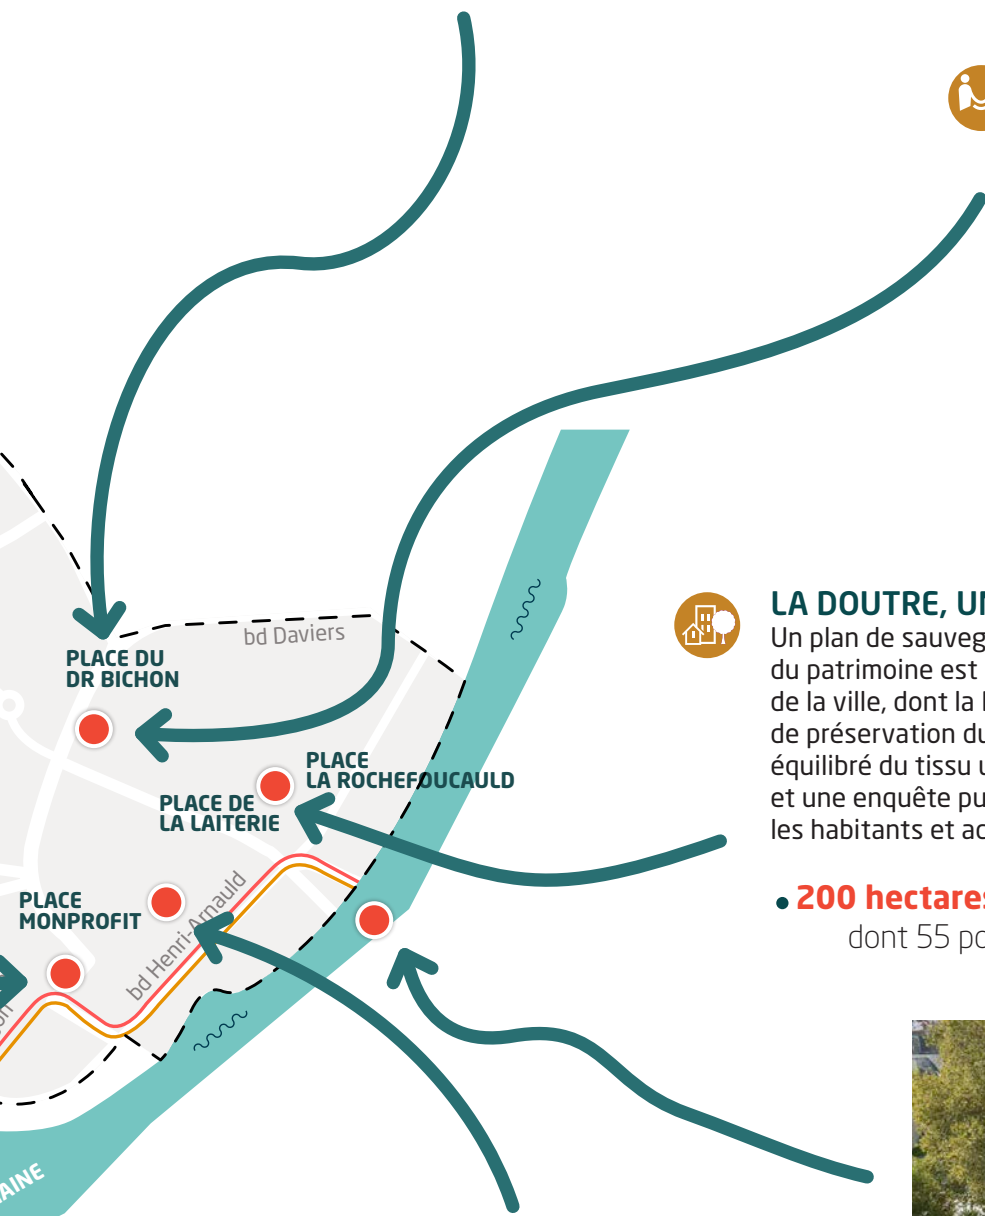 bd Daviers
PLACE DU
DR BICHON
PLACE
LA ROCHEFOUCAULD
PLACE DE
LA LAITERIE
PLACE
MONPROFIT
bd Henri-Arnauld
LA DOUTRE, UN
Un plan de sauveg
du patrimoine est
de la ville, dont la
de préservation du
équilibré du tissu u
et une enquête pu
les habitants et ac
• 200 hectares
dont 55 po
AINE